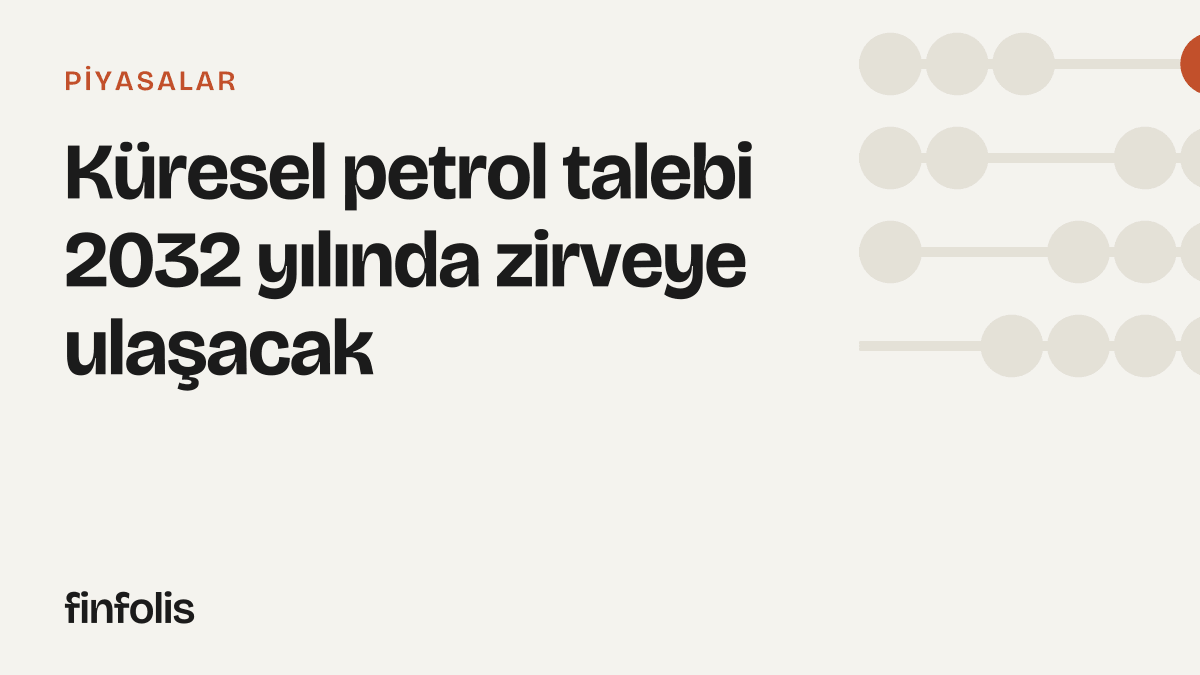 PİYASALAR
Küresel petrol talebi
2032 yılında zirveye
ulaşacak
finfolis